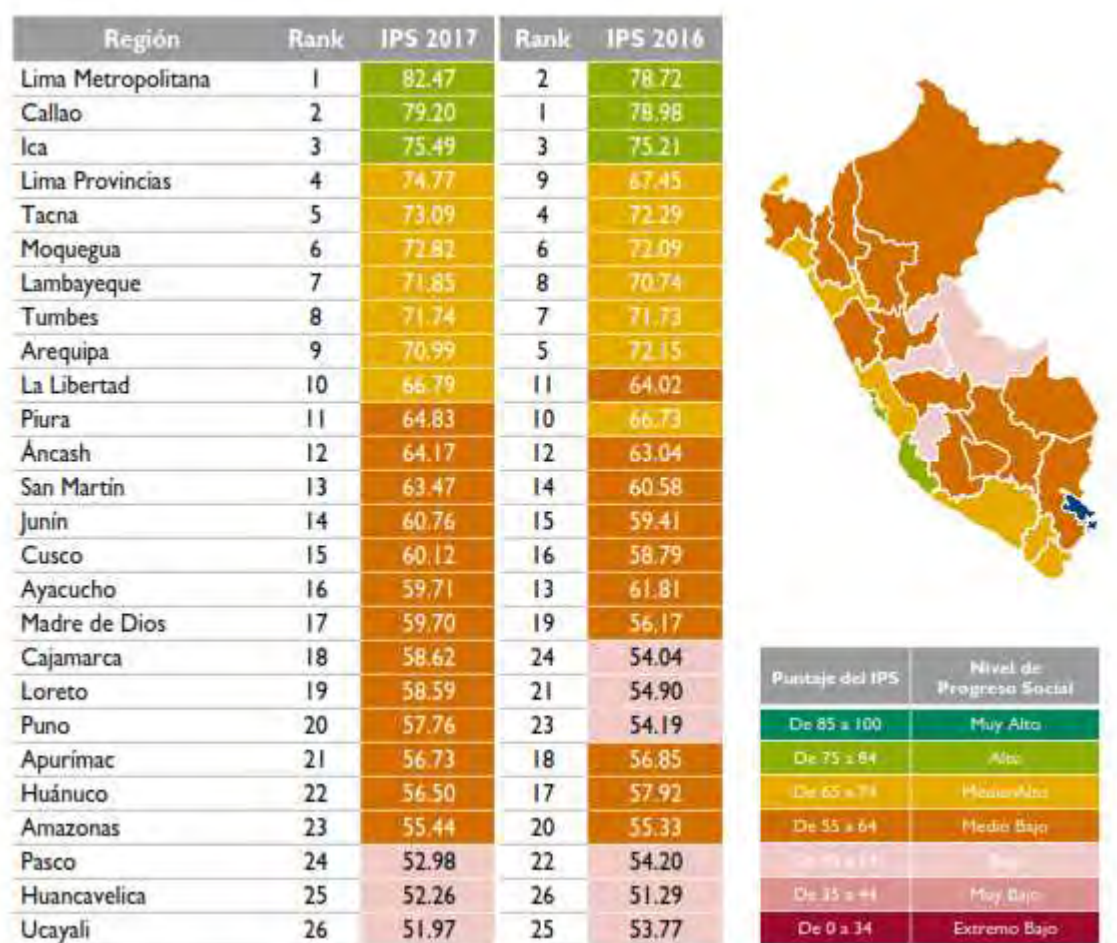 Región Rank IPS 2017 Rank IPS 2016
Lima Metropolitana 1 82.47 2 78.72
Callao 2 79.20 1 78.98
Ica 3 75.49 3 75.21
Lima Provincias 4 74.77 9 67.45
Tacna 5 73.09 4 72.29
Moquegua 6 72.82 6 72.09
Lambayeque 7 71.85 8 70.74
Tumbes 8 71.74 7 71.73
Arequipa 9 70.99 5 72.15
La Libertad 10 66.79 11 64.02
Piura 11 64.83 10 66.73
Áncash 12 64.17 12 63.04
San Martín 13 63.47 14 60.58
Junín 14 60.76 15 59.41
Cusco 15 60.12 16 58.79
Ayacucho 16 59.71 13 61.81
Madre de Dios 17 59.70 19 56.17
Cajamarca 18 58.62 24 54.04
Loreto 19 58.59 21 54.90
Puno 20 57.76 23 54.19
Apurímac 21 56.73 18 56.85
Huánuco 22 56.50 17 57.92
Amazonas 23 55.44 20 55.33
Pasco 24 52.98 22 54.20
Huancavelica 25 52.26 26 51.29
Ucayali 26 51.97 25 53.77
Puntaje del IPS Nivel de
Progreso Social
De 85 a 100 Muy Alto
De 75 a 84 Alto
De 65 a 74
De 55 a 64 Medio Bajo
Bajo
De 35 a 44 Muy Bajo
De 0 a 34 Extremo Bajo